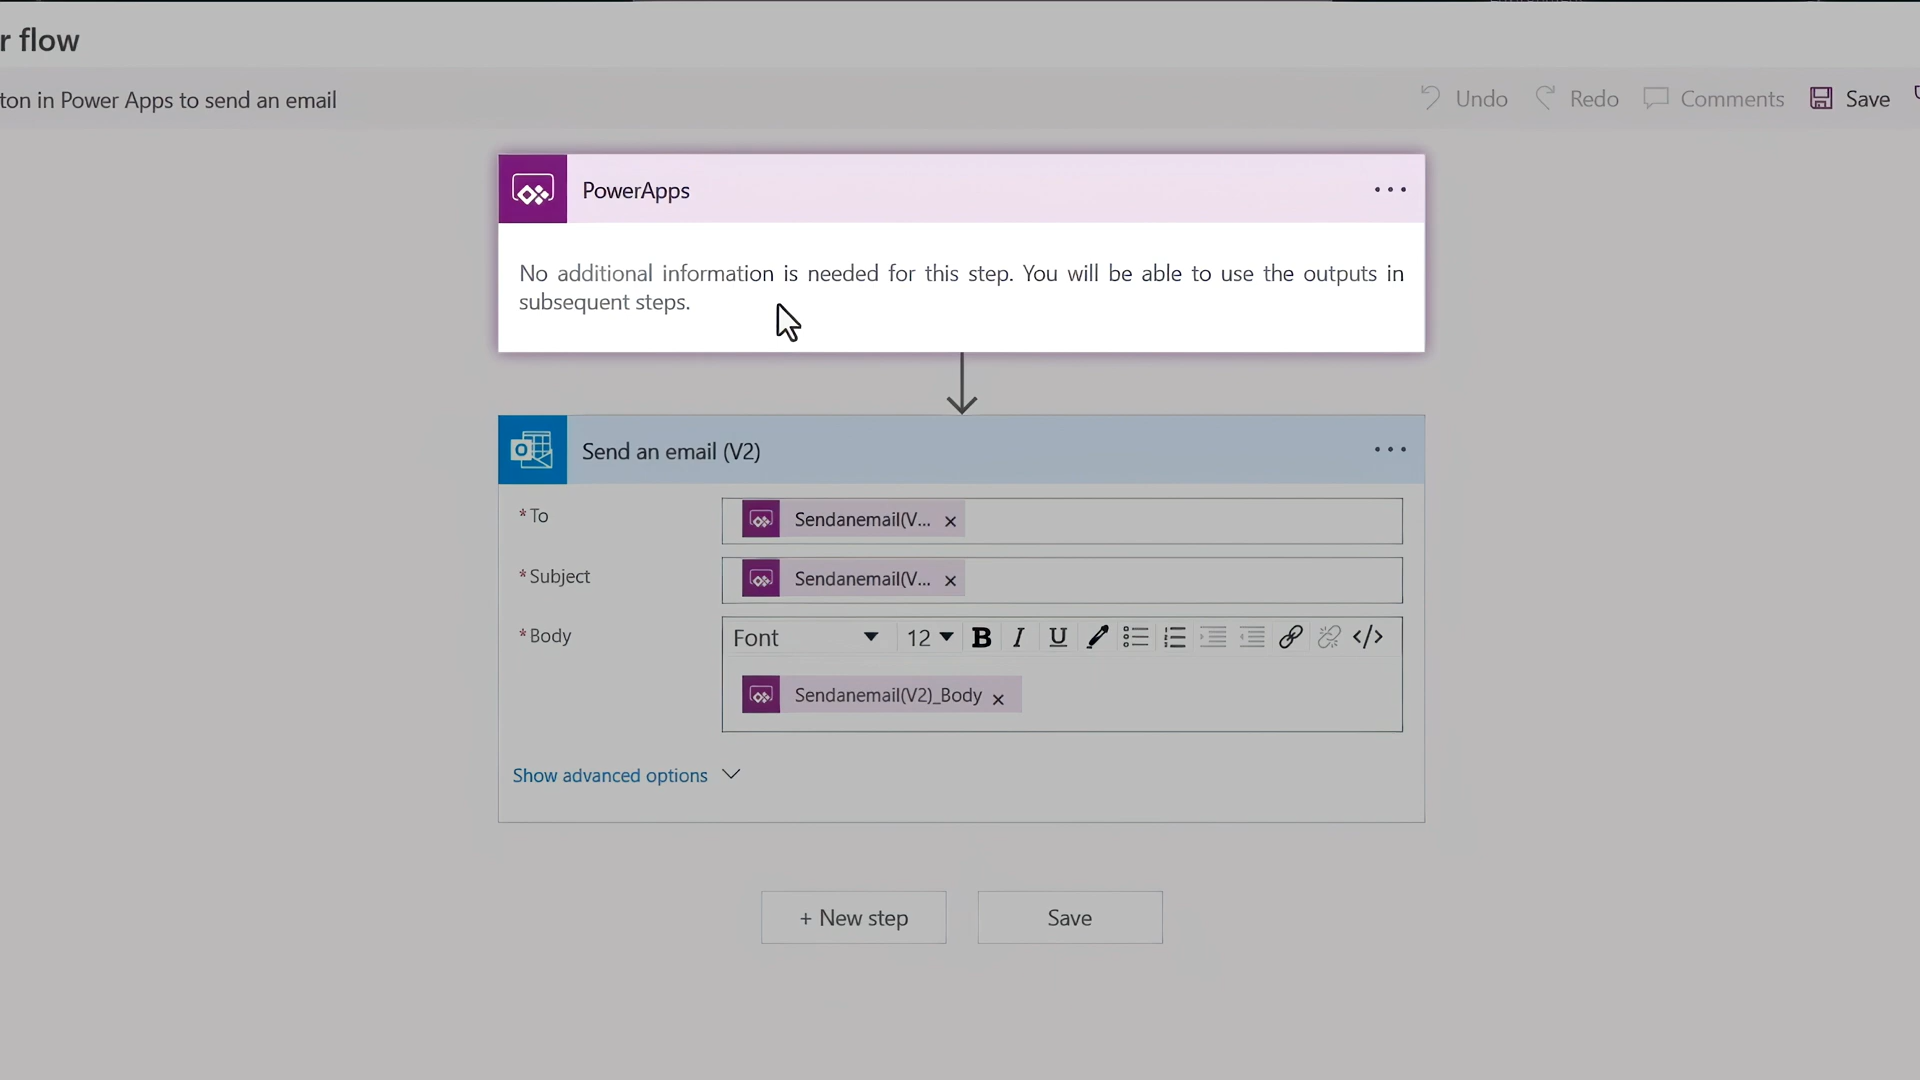 r flow
ton in Power Apps to send an email
Undo
Redo
Comments
Save
PowerApps
No additional information is needed for this step. You will be able to use the outputs in
subsequent steps.
Send an email (V2)
* To
Sendanemail(V... ×
* Subject
Sendanemail(V... ×
* Body
Font
12
B
I
U
</>
Sendanemail(V2)_Body ×
Show advanced options
+ New step
Save